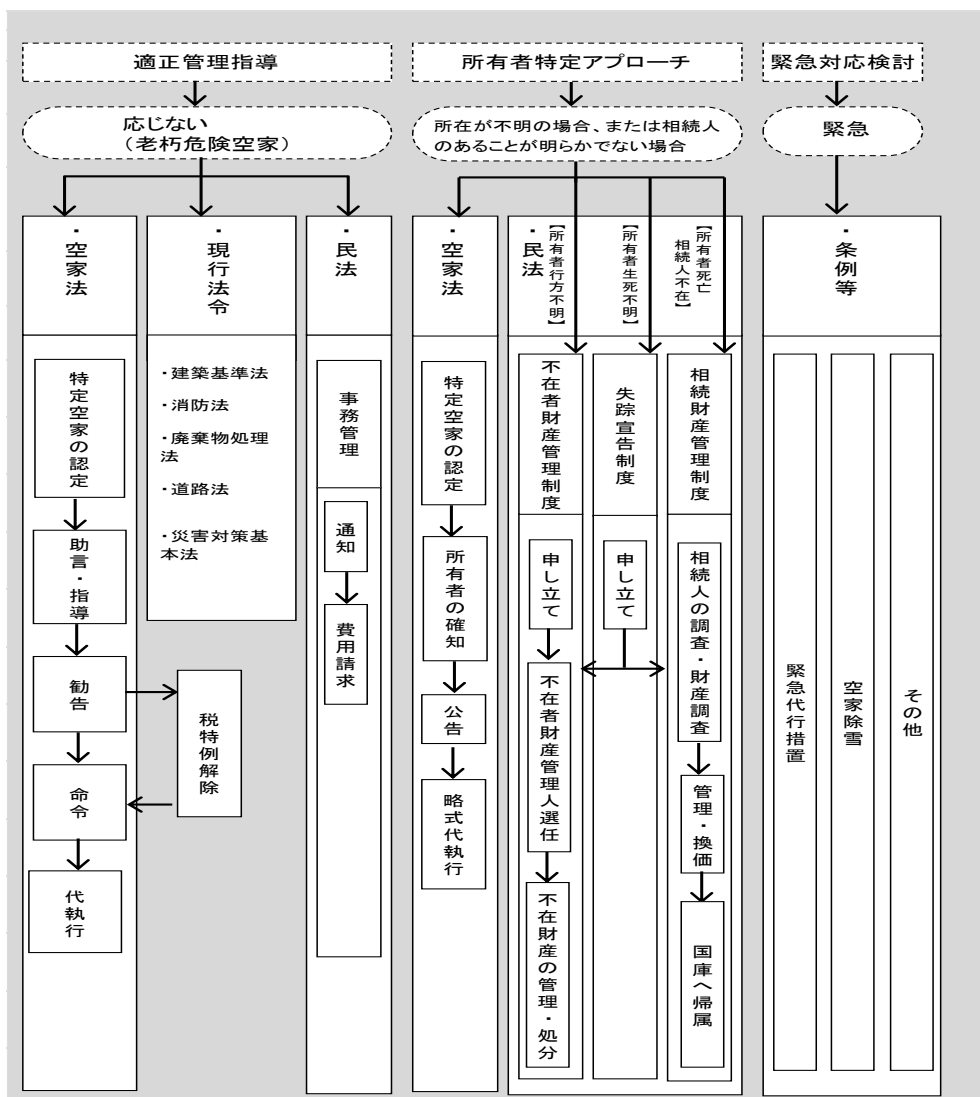 適正管理指導
応じない
（老朽危険空家）
・空家法
特定空家の認定
助言・指導
勧告
命令
代執行
税特例解除
・現行法令
・建築基準法
・消防法
・廃棄物処理
法
・道路法
・災害対策基
本法
・民法
事務管理
通知
費用請求
所有者特定アプローチ
所在が不明の場合、または相続人
のあることが明らかでない場合
・空家法
特定空家の認定
所有者の確知
公告
略式代執行
・民法
【所有者行方不明】
不在者財産管理制度
申し立て
不在者財産管理人選任
不在財産の管理・処分
【所有者生死不明】
失踪宣告制度
申し立て
【所有者死亡
相続人不在】
相続財産管理制度
相続人の調査・財産調査
管理・換価
国庫へ帰属
緊急対応検討
緊急
・条例等
緊急代行措置
空家除雪
その他